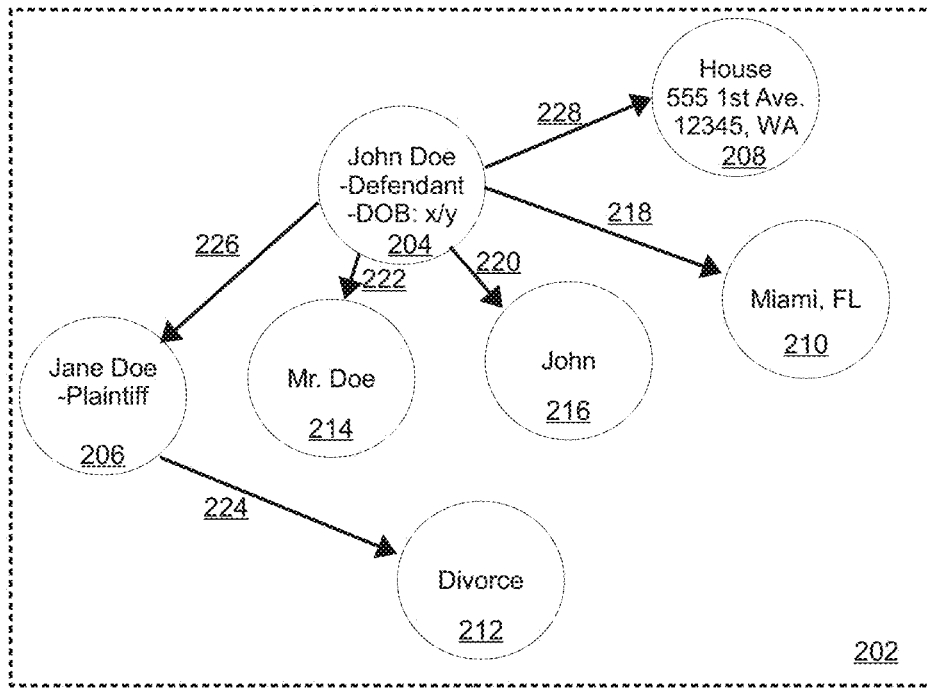 House
555 1st Ave.
12345, WA
208
228
John Doe
-Defendant
-DOB: x/y
204
218
226
222
220
Miami, FL
210
Jane Doe
-Plaintiff
206
Mr. Doe
214
John
216
224
Divorce
212
202